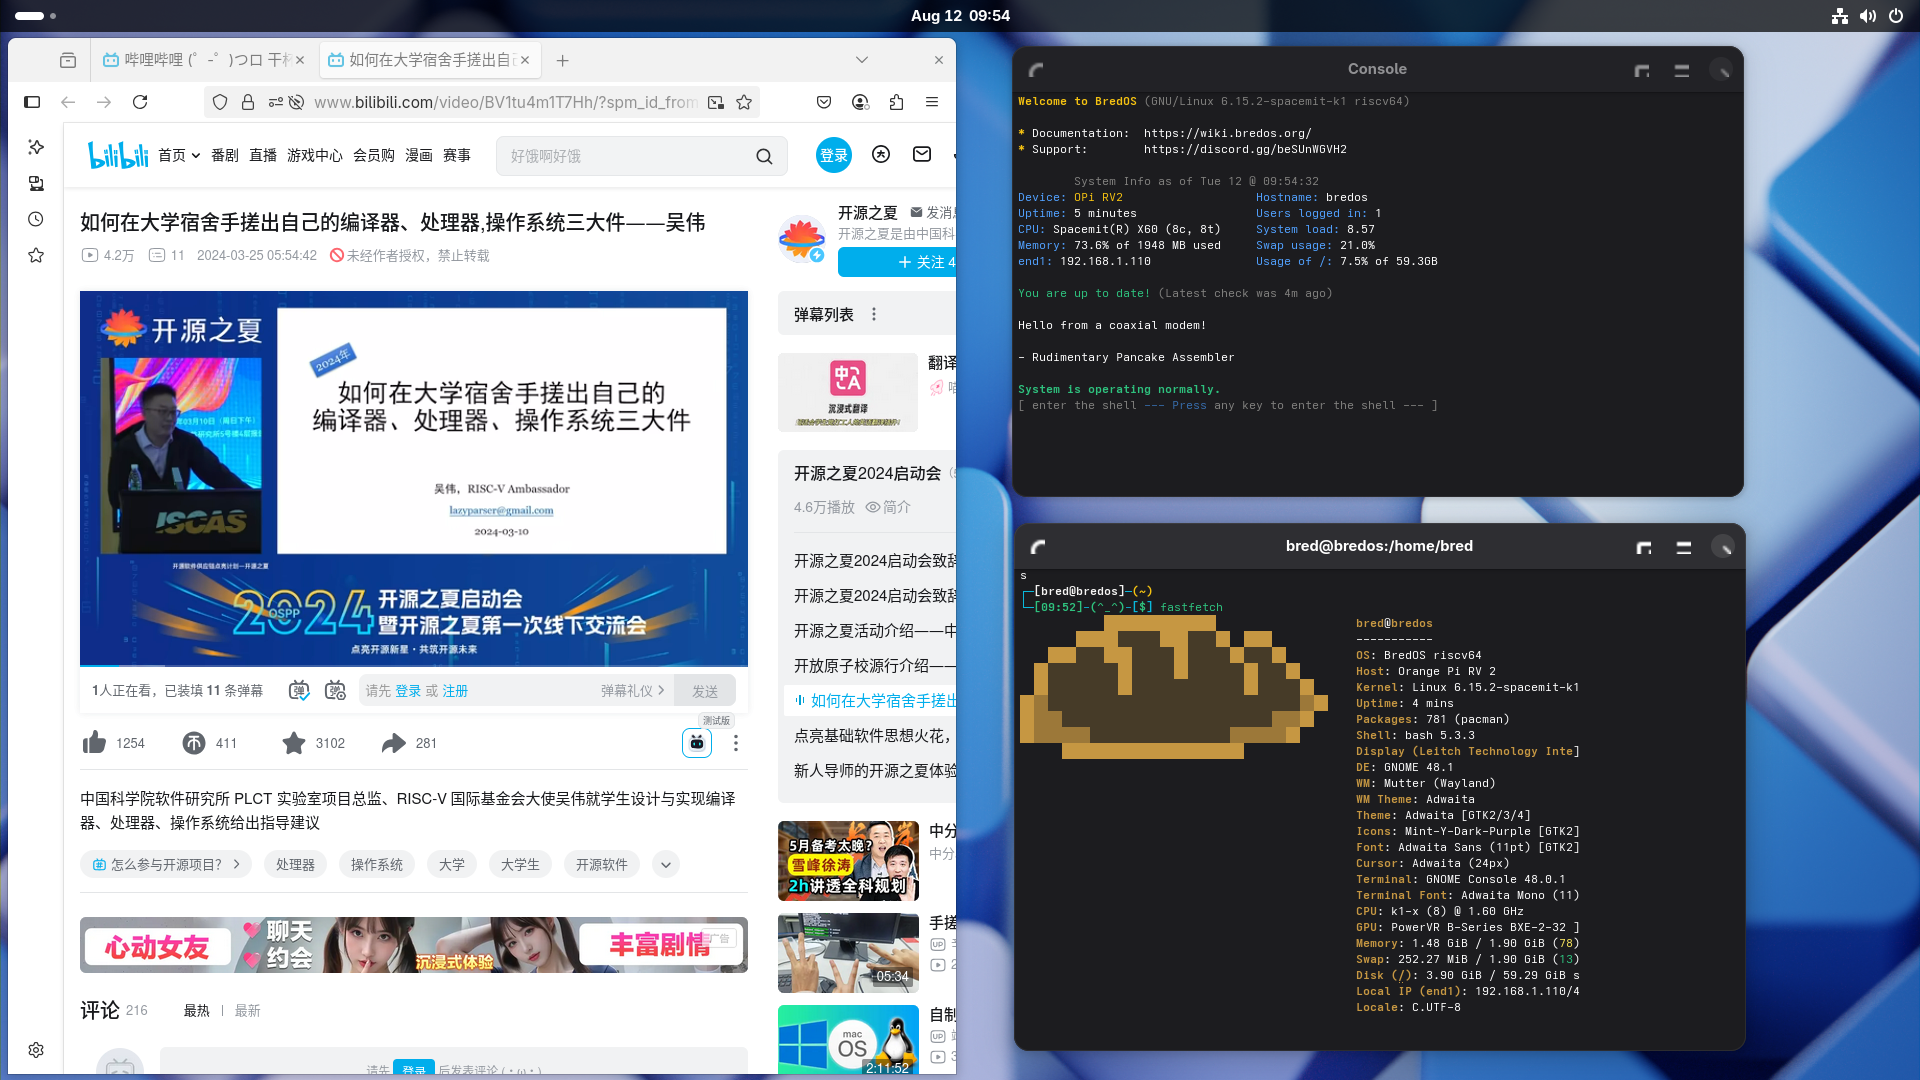 Aug 12 09:54
哔哩哔哩 (゜-゜)つロ 干杯
如何在大学宿舍手搓出自己
www.bilibili.com/video/BV1tu4m1T7Hh/?spm_id_from
bilibili 首页 番剧 直播 游戏中心 会员购 漫画 赛事
好饿啊好饿
登录
如何在大学宿舍手搓出自己的编译器、处理器,操作系统三大件——吴伟
4.2万 11 2024-03-25 05:54:42 未经作者授权，禁止转载
开源之夏 发消息
开源之夏是由中国科
+ 关注 4
开源之夏
2024年
如何在大学宿舍手搓出自己的
编译器、处理器、操作系统三大件
吴伟，RISC-V Ambassador
lazyparser@gmail.com
2024-03-10
ISCAS
开源软件供应链点亮计划—开源之夏
2024
OSPP
开源之夏启动会
暨开源之夏第一次线下交流会
点亮开源新星·共筑开源未来
1人正在看，已装填 11 条弹幕
请先 登录 或 注册
弹幕礼仪
发送
1254 411 3102 281
测试版
中国科学院软件研究所 PLCT 实验室项目总监、RISC-V 国际基金会大使吴伟就学生设计与实现编译
器、处理器、操作系统给出指导建议
怎么参与开源项目？ 处理器 操作系统 大学 大学生 开源软件
心动女友
聊天
约会
沉浸式体验
丰富剧情
广告
评论 216 最热 | 最新
请先 登录 后发表评论 (・ω・)
弹幕列表
中A
沉浸式翻译
翻译
开源之夏2024启动会
4.6万播放 简介
开源之夏2024启动会致辞
开源之夏2024启动会致辞
开源之夏活动介绍——中
开放原子校源行介绍——
如何在大学宿舍手搓出
点亮基础软件思想火花，
新人导师的开源之夏体验
5月备考太晚?
雪峰徐涛
2h讲透全科规划
中分
中分
05:34
手搓
UP
2
mac
OS
2:11:52
自制
UP
3
Console
Welcome to BredOS (GNU/Linux 6.15.2-spacemit-k1 riscv64)
* Documentation: https://wiki.bredos.org/
* Support: https://discord.gg/beSUnWGVH2
System Info as of Tue 12 @ 09:54:32
Device: OPi RV2 Hostname: bredos
Uptime: 5 minutes Users logged in: 1
CPU: Spacemit(R) X60 (8c, 8t) System load: 8.57
Memory: 73.6% of 1948 MB used Swap usage: 21.0%
end1: 192.168.1.110 Usage of /: 7.5% of 59.3GB
You are up to date! (Latest check was 4m ago)
Hello from a coaxial modem!
- Rudimentary Pancake Assembler
System is operating normally.
[ enter the shell --- Press any key to enter the shell --- ]
bred@bredos:/home/bred
s
┌─[bred@bredos]─(~)
└─[09:52]-(^_^)-[$] fastfetch
bred@bredos
-----------
OS: BredOS riscv64
Host: Orange Pi RV 2
Kernel: Linux 6.15.2-spacemit-k1
Uptime: 4 mins
Packages: 781 (pacman)
Shell: bash 5.3.3
Display (Leitch Technology Inte]
DE: GNOME 48.1
WM: Mutter (Wayland)
WM Theme: Adwaita
Theme: Adwaita [GTK2/3/4]
Icons: Mint-Y-Dark-Purple [GTK2]
Font: Adwaita Sans (11pt) [GTK2]
Cursor: Adwaita (24px)
Terminal: GNOME Console 48.0.1
Terminal Font: Adwaita Mono (11)
CPU: k1-x (8) @ 1.60 GHz
GPU: PowerVR B-Series BXE-2-32 ]
Memory: 1.48 GiB / 1.90 GiB (78)
Swap: 252.27 MiB / 1.90 GiB (13)
Disk (/): 3.90 GiB / 59.29 GiB s
Local IP (end1): 192.168.1.110/4
Locale: C.UTF-8